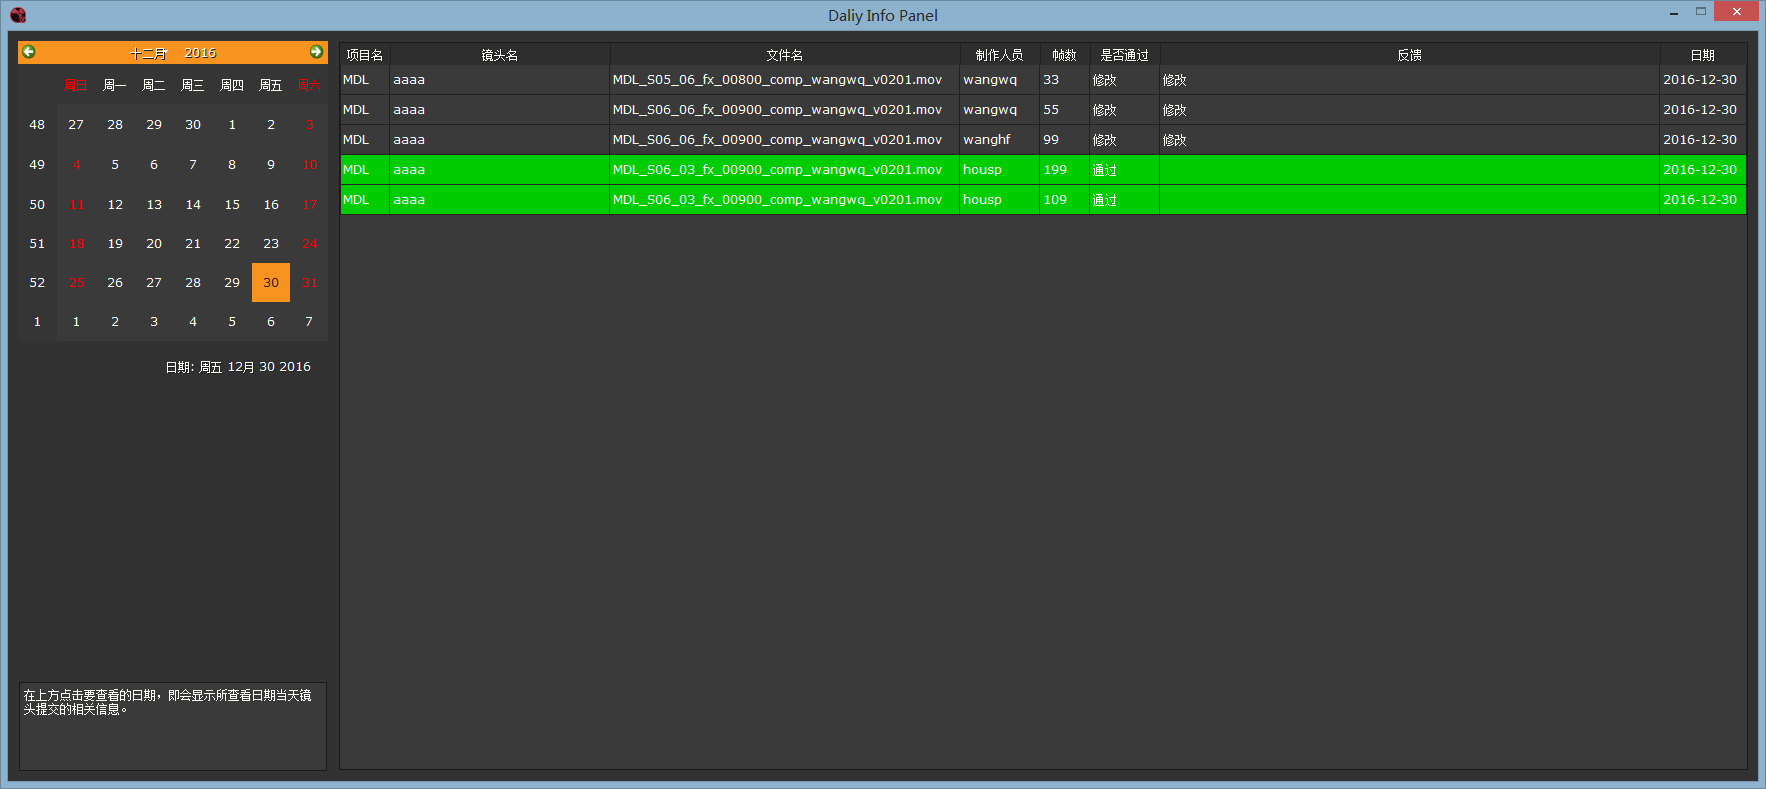 Daliy Info Panel
十二月 2016
周日 周一 周二 周三 周四 周五 周六
48 27 28 29 30 1 2 3
49 4 5 6 7 8 9 10
50 11 12 13 14 15 16 17
51 18 19 20 21 22 23 24
52 25 26 27 28 29 30 31
1 1 2 3 4 5 6 7
日期: 周五 12月 30 2016
在上方点击要查看的日期，即会显示所查看日期当天镜
头提交的相关信息。
项目名 镜头名 文件名 制作人员 帧数 是否通过 反馈 日期
MDL aaaa MDL_S05_06_fx_00800_comp_wangwq_v0201.mov wangwq 33 修改 修改 2016-12-30
MDL aaaa MDL_S06_06_fx_00900_comp_wangwq_v0201.mov wangwq 55 修改 修改 2016-12-30
MDL aaaa MDL_S06_06_fx_00900_comp_wangwq_v0201.mov wanghf 99 修改 修改 2016-12-30
MDL aaaa MDL_S06_03_fx_00900_comp_wangwq_v0201.mov housp 199 通过 2016-12-30
MDL aaaa MDL_S06_03_fx_00900_comp_wangwq_v0201.mov housp 109 通过 2016-12-30